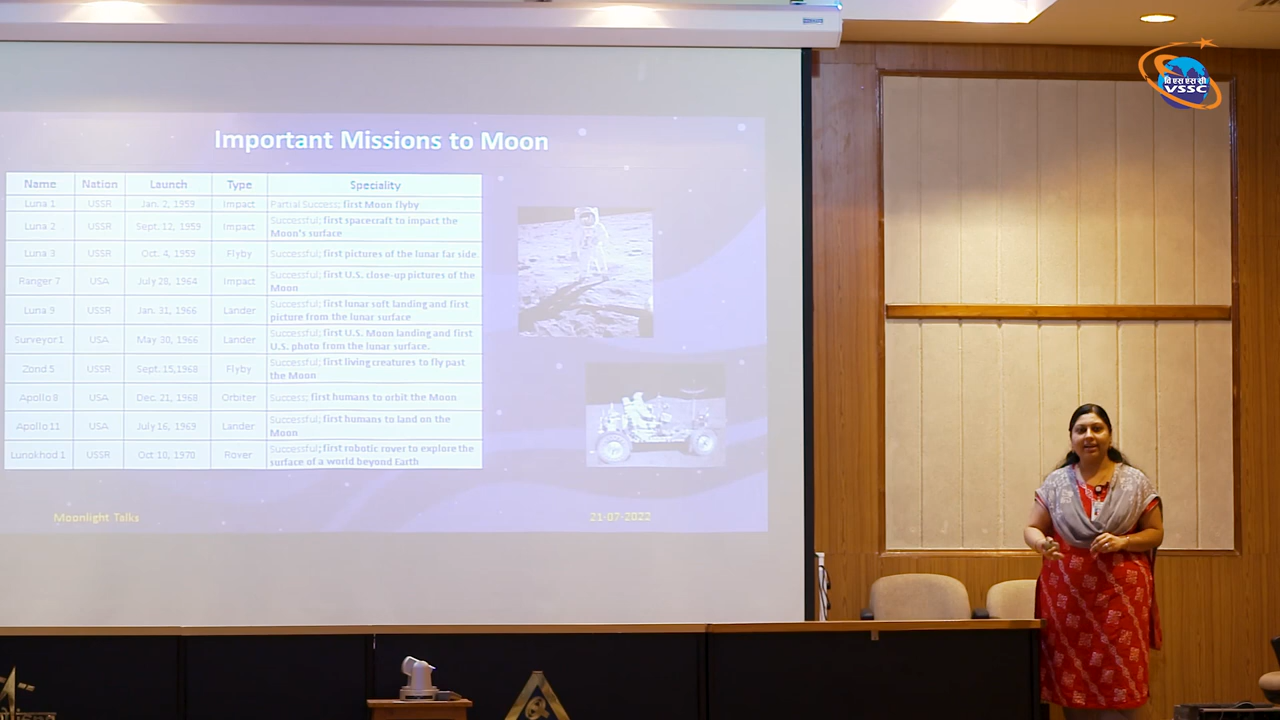 वि एस एस सी
VSSC
Important Missions to Moon
Name Nation Launch Type Speciality
Luna 1 USSR Jan. 2, 1959 Impact Partial Success; first Moon flyby
Luna 2 USSR Sept. 12, 1959 Impact Successful; first spacecraft to impact the
Moon's surface
Luna 3 USSR Oct. 4, 1959 Flyby Successful; first pictures of the lunar far side.
Ranger 7 USA July 28, 1964 Impact Successful; first U.S. close-up pictures of the
Moon
Luna 9 USSR Jan. 31, 1966 Lander Successful; first lunar soft landing and first
picture from the lunar surface
Surveyor 1 USA May 30, 1966 Lander Successful; first U.S. Moon landing and first
U.S. photo from the lunar surface.
Zond 5 USSR Sept. 15,1968 Flyby Successful; first living creatures to fly past
the Moon
Apollo 8 USA Dec. 21, 1968 Orbiter Success; first humans to orbit the Moon
Apollo 11 USA July 16, 1969 Lander Successful; first humans to land on the
Moon
Lunokhod 1 USSR Oct 10, 1970 Rover Successful; first robotic rover to explore the
surface of a world beyond Earth
Moonlight Talks 21-07-2022